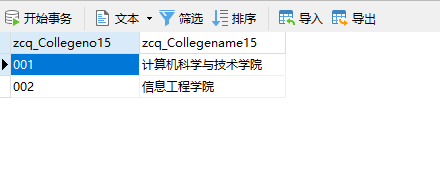 开始事务 文本 筛选 排序 导入 导出
zcq_Collegeno15 zcq_Collegename15
001 计算机科学与技术学院
002 信息工程学院